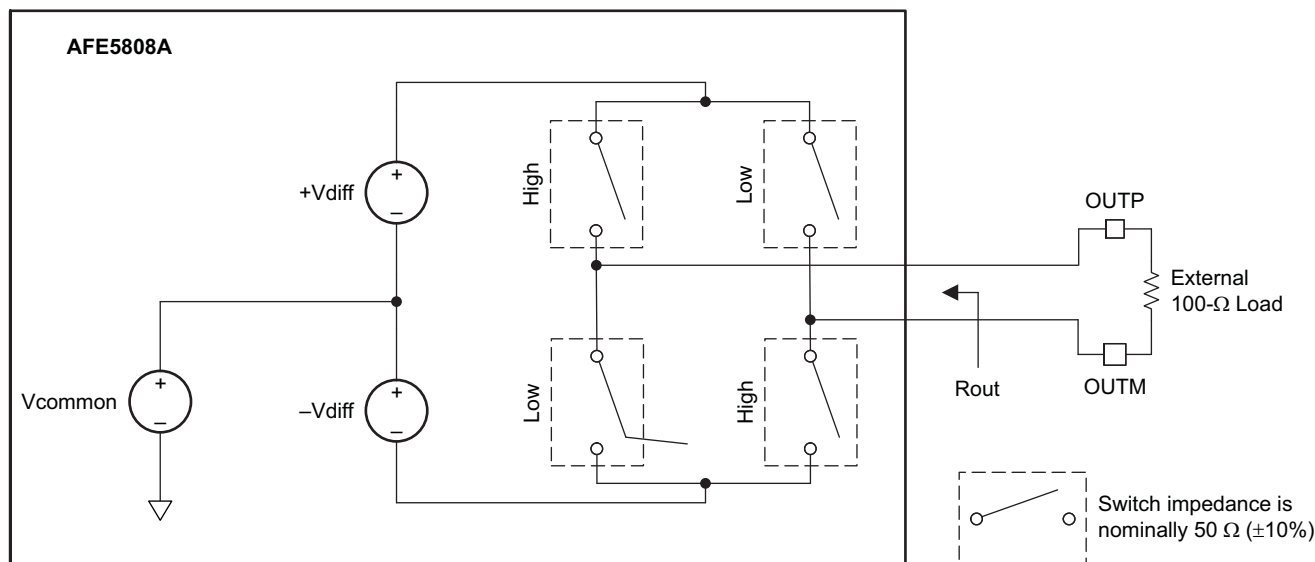 AFE5808A
+Vdiff
High
Low
OUTP
External
100-Ω Load
Vcommon
–Vdiff
Low
High
Rout
OUTM
Switch impedance is
nominally 50 Ω (±10%)